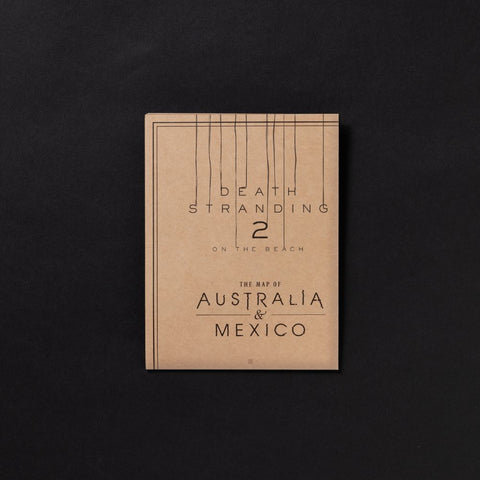 DEATH
STRANDING
2
ON THE BEACH
THE MAP OF
AUSTRALIA
&
MEXICO